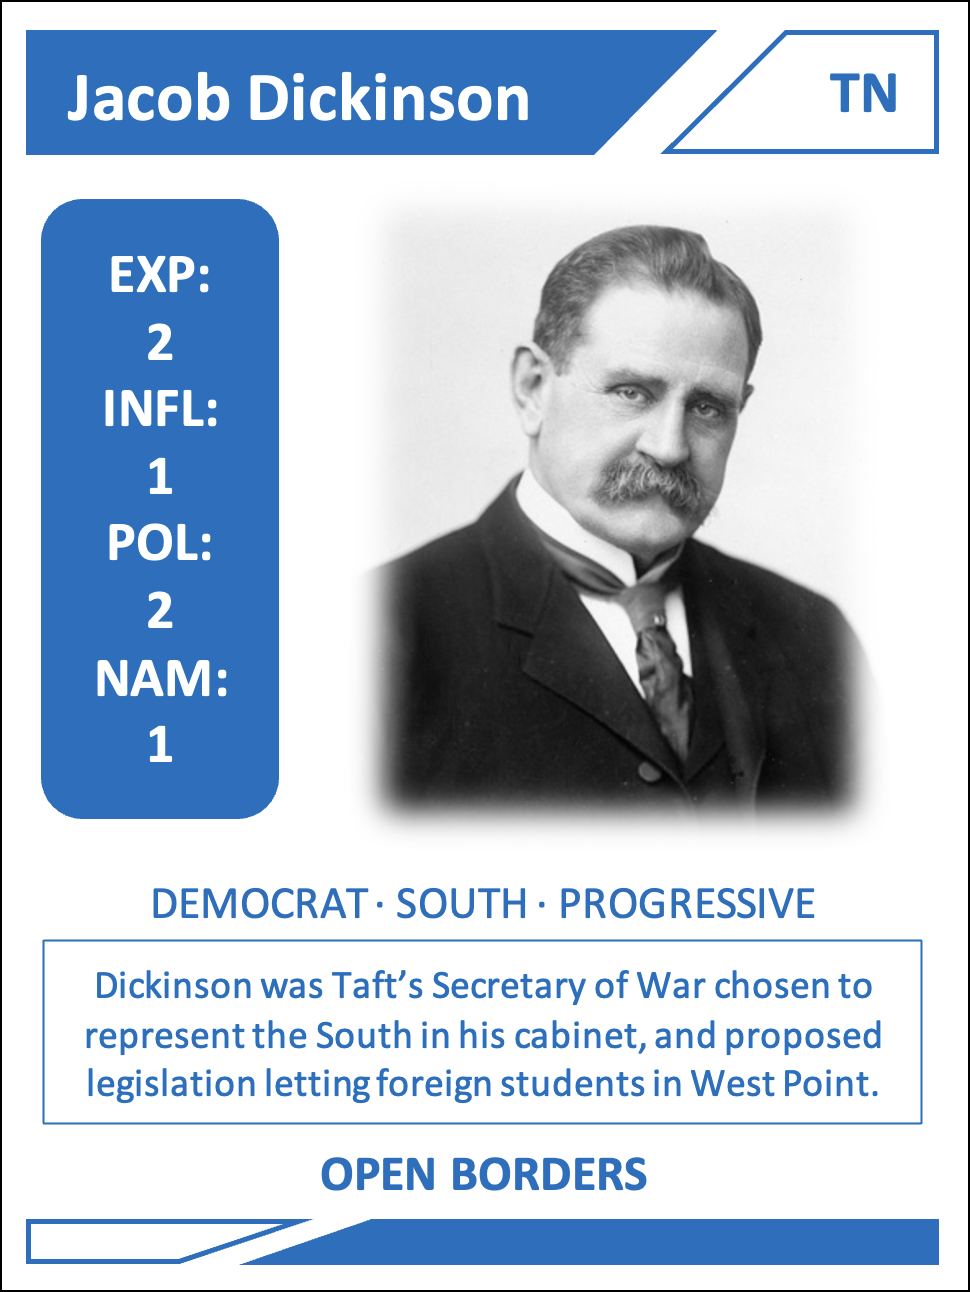 Jacob Dickinson
TN
EXP:
2
INFL:
1
POL:
2
NAM:
1
DEMOCRAT · SOUTH · PROGRESSIVE
Dickinson was Taft’s Secretary of War chosen to
represent the South in his cabinet, and proposed
legislation letting foreign students in West Point.
OPEN BORDERS